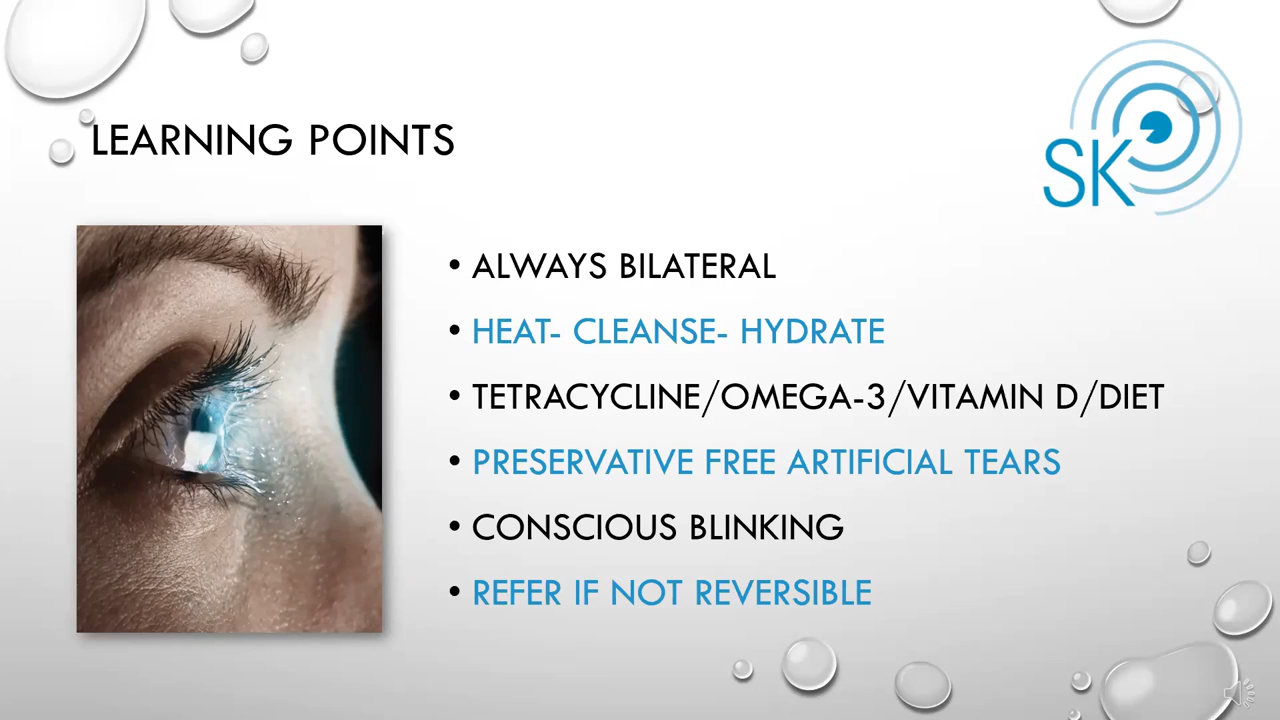 LEARNING POINTS
SK
• ALWAYS BILATERAL
• HEAT- CLEANSE- HYDRATE
• TETRACYCLINE/OMEGA-3/VITAMIN D/DIET
• PRESERVATIVE FREE ARTIFICIAL TEARS
• CONSCIOUS BLINKING
• REFER IF NOT REVERSIBLE